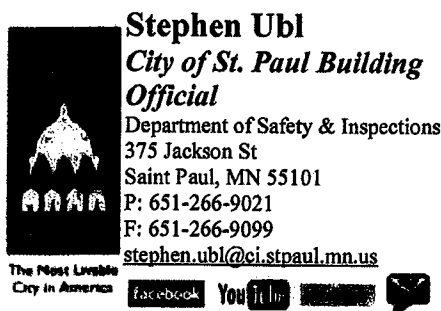 Stephen Ubl
City of St. Paul Building
Official
Department of Safety & Inspections
375 Jackson St
Saint Paul, MN 55101
P: 651-266-9021
F: 651-266-9099
stephen.ubl@ci.stpaul.mn.us
The Most Livable
City in America
facebook
YouTube